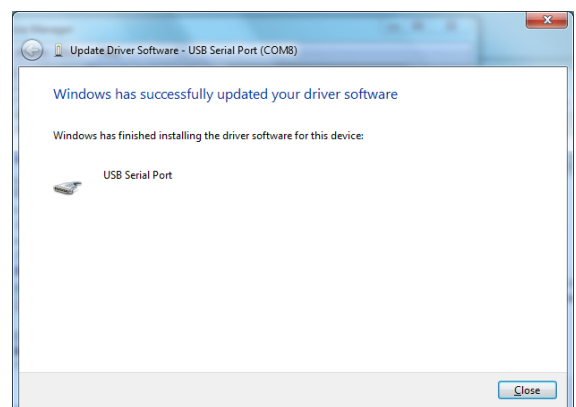 Update Driver Software - USB Serial Port (COM8)
Windows has successfully updated your driver software
Windows has finished installing the driver software for this device:
USB Serial Port
Close